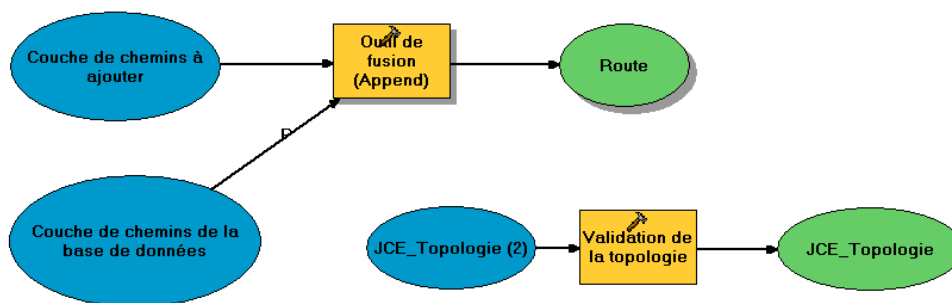 Couche de chemins à
ajouter
Outil de
fusion
(Append)
Route
P
Couche de chemins de la
base de données
JCE_Topologie (2)
Validation de
la topologie
JCE_Topologie